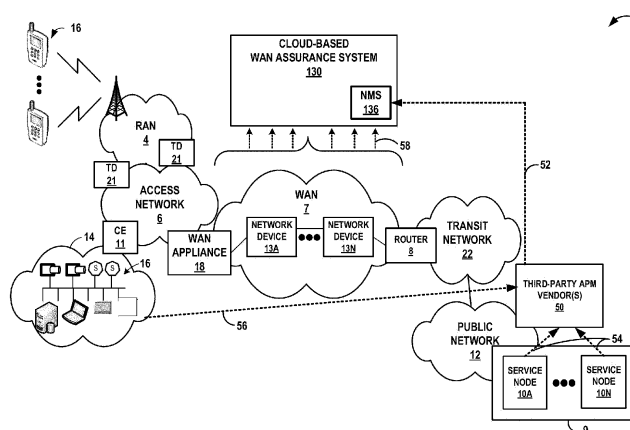 16
CLOUD-BASED
WAN ASSURANCE SYSTEM
130
NMS
136
RAN
4
TD
21
TD
21
58
52
ACCESS
NETWORK
6
WAN
7
14
CE
11
NETWORK
DEVICE
13A
NETWORK
DEVICE
13N
TRANSIT
NETWORK
22
WAN
APPLIANCE
18
ROUTER
8
S
S
16
THIRD-PARTY APM
VENDOR(S)
50
56
PUBLIC
NETWORK
12
54
SERVICE
NODE
10A
SERVICE
NODE
10N
9